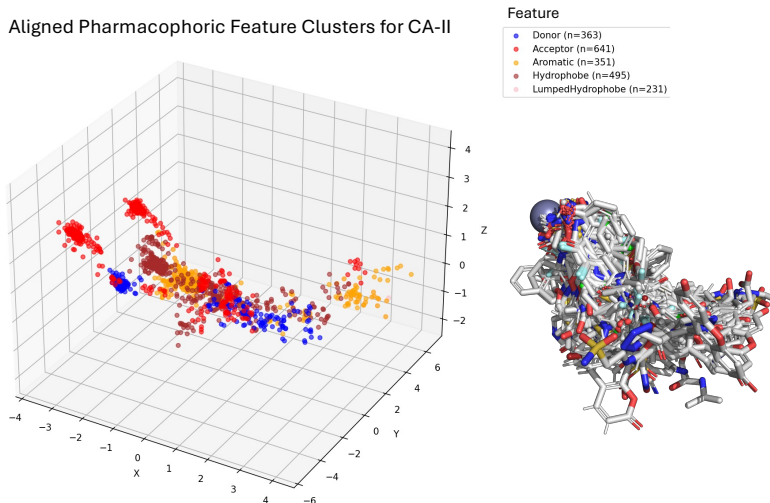 Aligned Pharmacophoric Feature Clusters for CA-II
Feature
Donor (n=363)
Acceptor (n=641)
Aromatic (n=351)
Hydrophobe (n=495)
LumpedHydrophobe (n=231)
4
3
2
1
0
−1
−2
Z
−4
−3
−2
−1
0
1
2
3
4
X
−6
−4
−2
0
2
4
6
Y